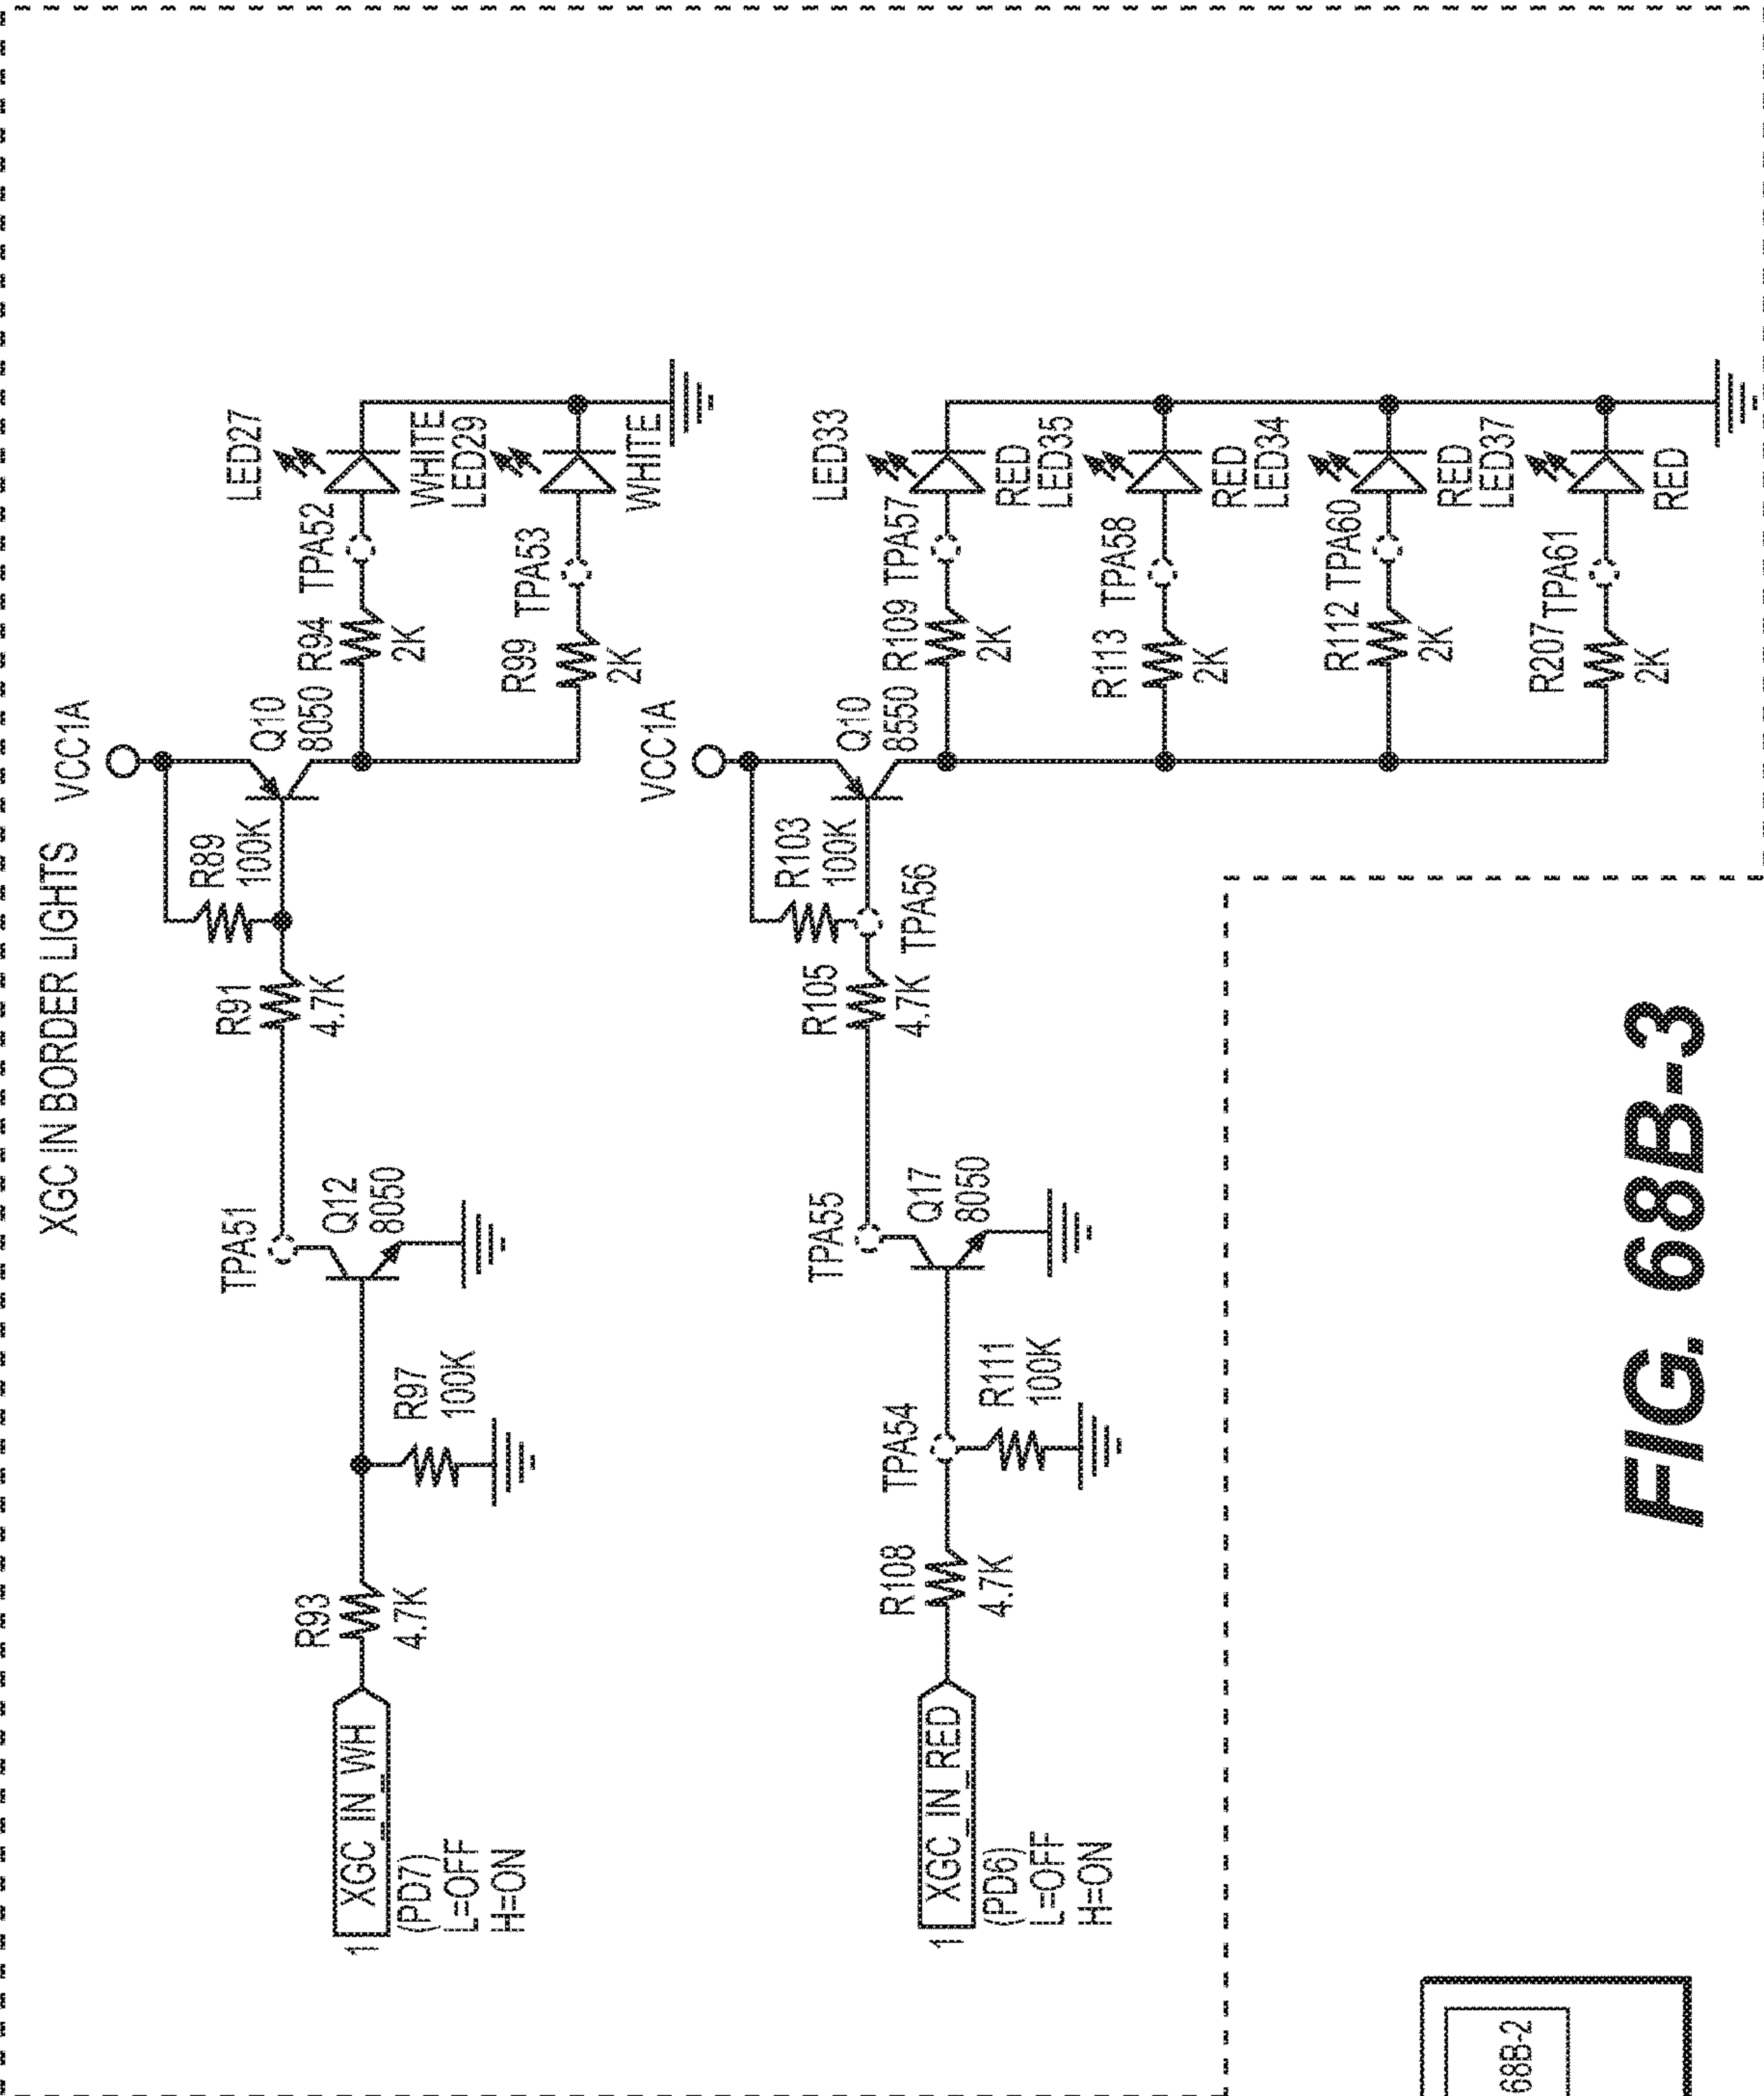 XGC IN BORDER LIGHTS
VCC1A
R89
100K
Q10
8050
LED27
R94
TPA52
2K
WHITE
LED29
R99
TPA53
2K
WHITE
R91
4.7K
TPA51
Q12
8050
R97
100K
R93
4.7K
1
XGC_IN_WH
(PD7)
L=OFF
H=ON
VCC1A
R103
100K
Q10
8550
TPA56
LED33
R109
TPA57
2K
RED
LED35
R113
TPA58
2K
RED
LED34
R112
TPA60
2K
RED
LED37
R207
TPA61
2K
RED
R105
4.7K
TPA55
Q17
8050
TPA54
R111
100K
R108
4.7K
1
XGC_IN_RED
(PD6)
L=OFF
H=ON
68B-2
FIG. 68B-3